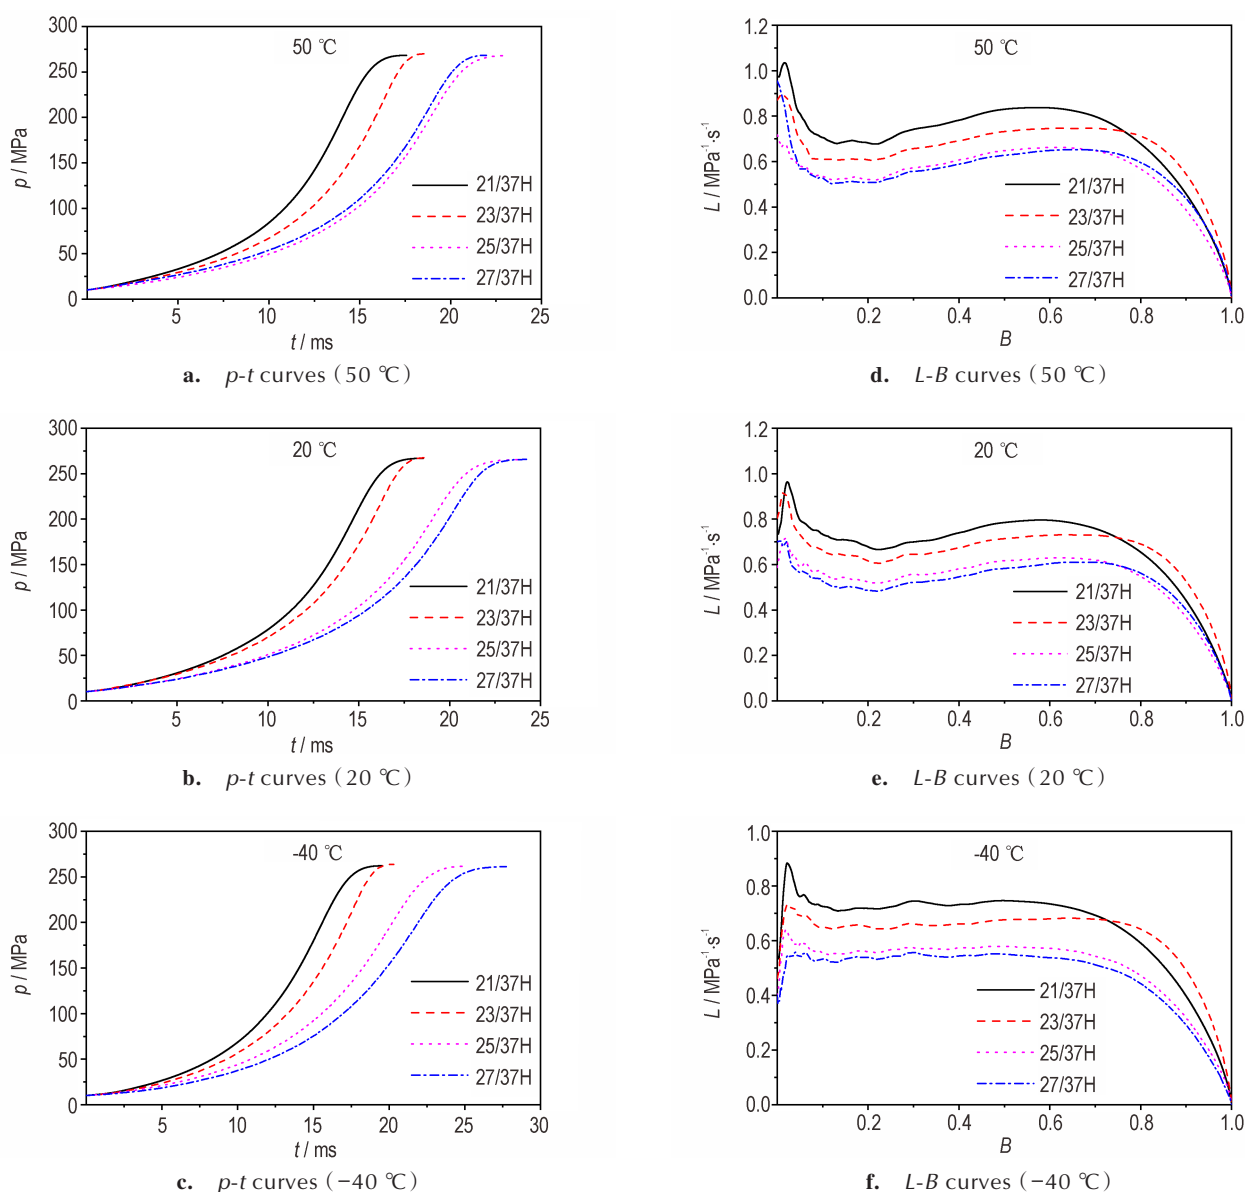 300
250
200
150
100
50
0
p / MPa
50 ℃
21/37H
23/37H
25/37H
27/37H
5 10 15 20 25
t / ms
a. p-t curves（50 ℃）
1.2
1.0
0.8
0.6
0.4
0.2
0.0
L / MPa⁻¹·s⁻¹
50 ℃
21/37H
23/37H
25/37H
27/37H
0.2 0.4 0.6 0.8 1.0
B
d. L-B curves（50 ℃）
300
250
200
150
100
50
0
p / MPa
20 ℃
21/37H
23/37H
25/37H
27/37H
5 10 15 20 25
t / ms
b. p-t curves（20 ℃）
1.2
1.0
0.8
0.6
0.4
0.2
0.0
L / MPa⁻¹·s⁻¹
20 ℃
21/37H
23/37H
25/37H
27/37H
0.2 0.4 0.6 0.8 1.0
B
e. L-B curves（20 ℃）
300
250
200
150
100
50
0
p / MPa
-40 ℃
21/37H
23/37H
25/37H
27/37H
5 10 15 20 25 30
t / ms
c. p-t curves（−40 ℃）
1.0
0.8
0.6
0.4
0.2
0.0
L / MPa⁻¹·s⁻¹
-40 ℃
21/37H
23/37H
25/37H
27/37H
0.2 0.4 0.6 0.8 1.0
B
f. L-B curves（−40 ℃）